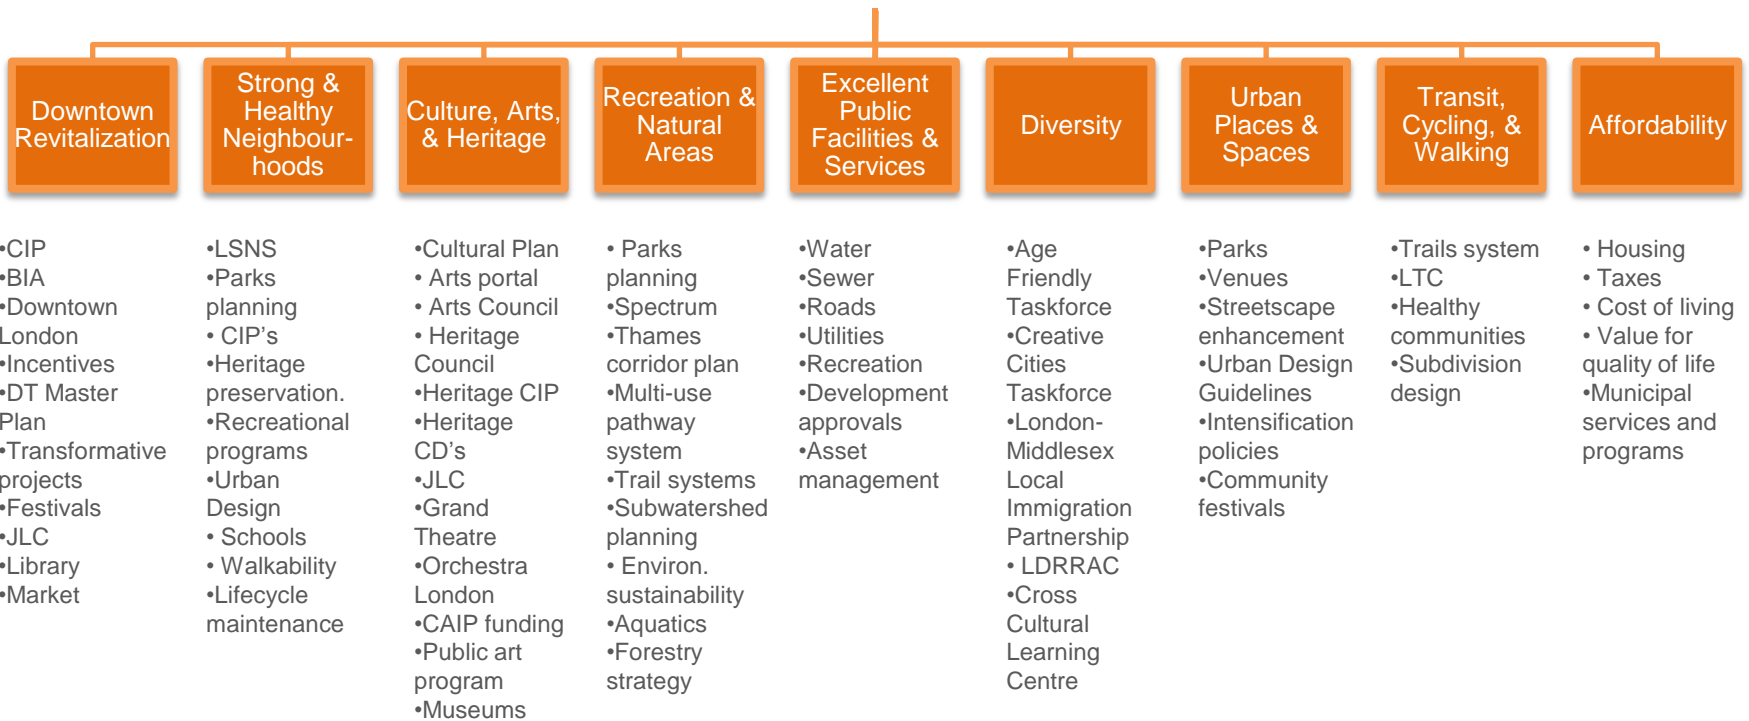 Downtown
Revitalization
Strong &
Healthy
Neighbour-
hoods
Culture, Arts,
& Heritage
Recreation &
Natural
Areas
Excellent
Public
Facilities &
Services
Diversity
Urban
Places &
Spaces
Transit,
Cycling, &
Walking
Affordability
•CIP
•BIA
•Downtown
London
•Incentives
•DT Master
Plan
•Transformative
projects
•Festivals
•JLC
•Library
•Market
•LSNS
•Parks
planning
• CIP's
•Heritage
preservation.
•Recreational
programs
•Urban
Design
• Schools
• Walkability
•Lifecycle
maintenance
•Cultural Plan
• Arts portal
• Arts Council
• Heritage
Council
•Heritage CIP
•Heritage
CD's
•JLC
•Grand
Theatre
•Orchestra
London
•CAIP funding
•Public art
program
•Museums
• Parks
planning
•Spectrum
•Thames
corridor plan
•Multi-use
pathway
system
•Trail systems
•Subwatershed
planning
• Environ.
sustainability
•Aquatics
•Forestry
strategy
•Water
•Sewer
•Roads
•Utilities
•Recreation
•Development
approvals
•Asset
management
•Age
Friendly
Taskforce
•Creative
Cities
Taskforce
•London-
Middlesex
Local
Immigration
Partnership
• LDRRAC
•Cross
Cultural
Learning
Centre
•Parks
•Venues
•Streetscape
enhancement
•Urban Design
Guidelines
•Intensification
policies
•Community
festivals
•Trails system
•LTC
•Healthy
communities
•Subdivision
design
• Housing
• Taxes
• Cost of living
• Value for
quality of life
•Municipal
services and
programs